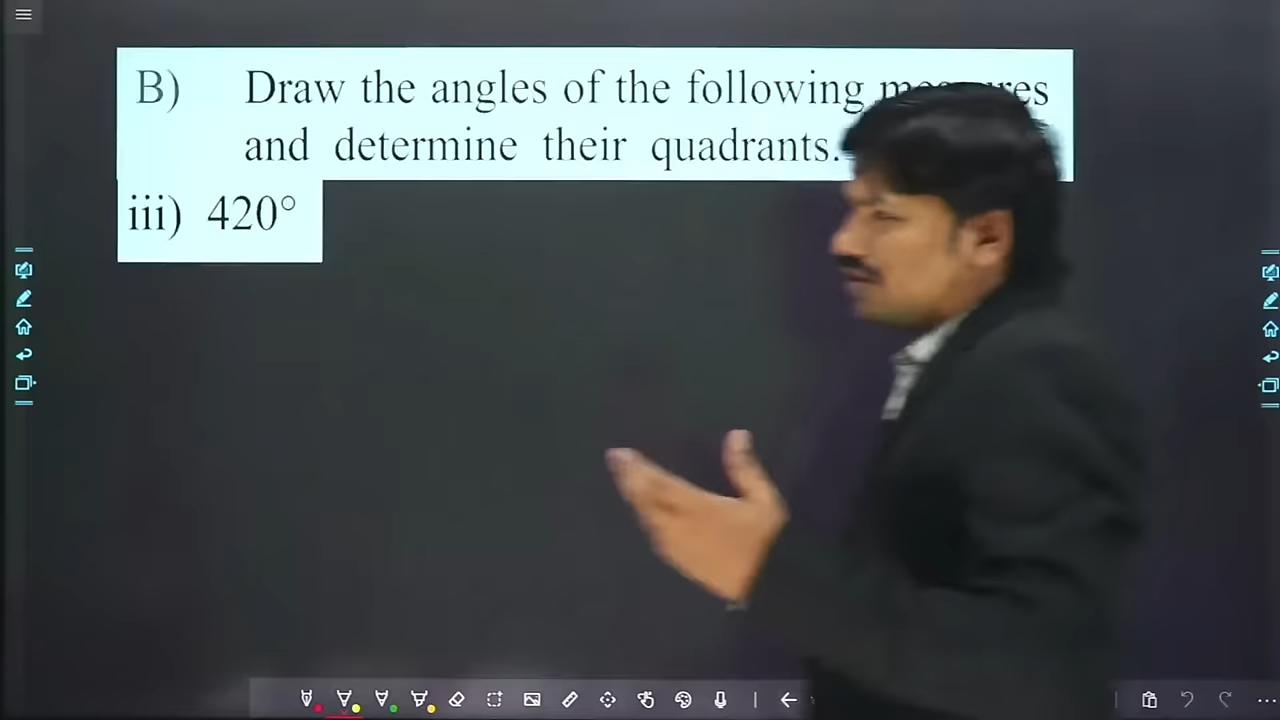 B) Draw the angles of the following
and determine their quadrants.
iii) 420°